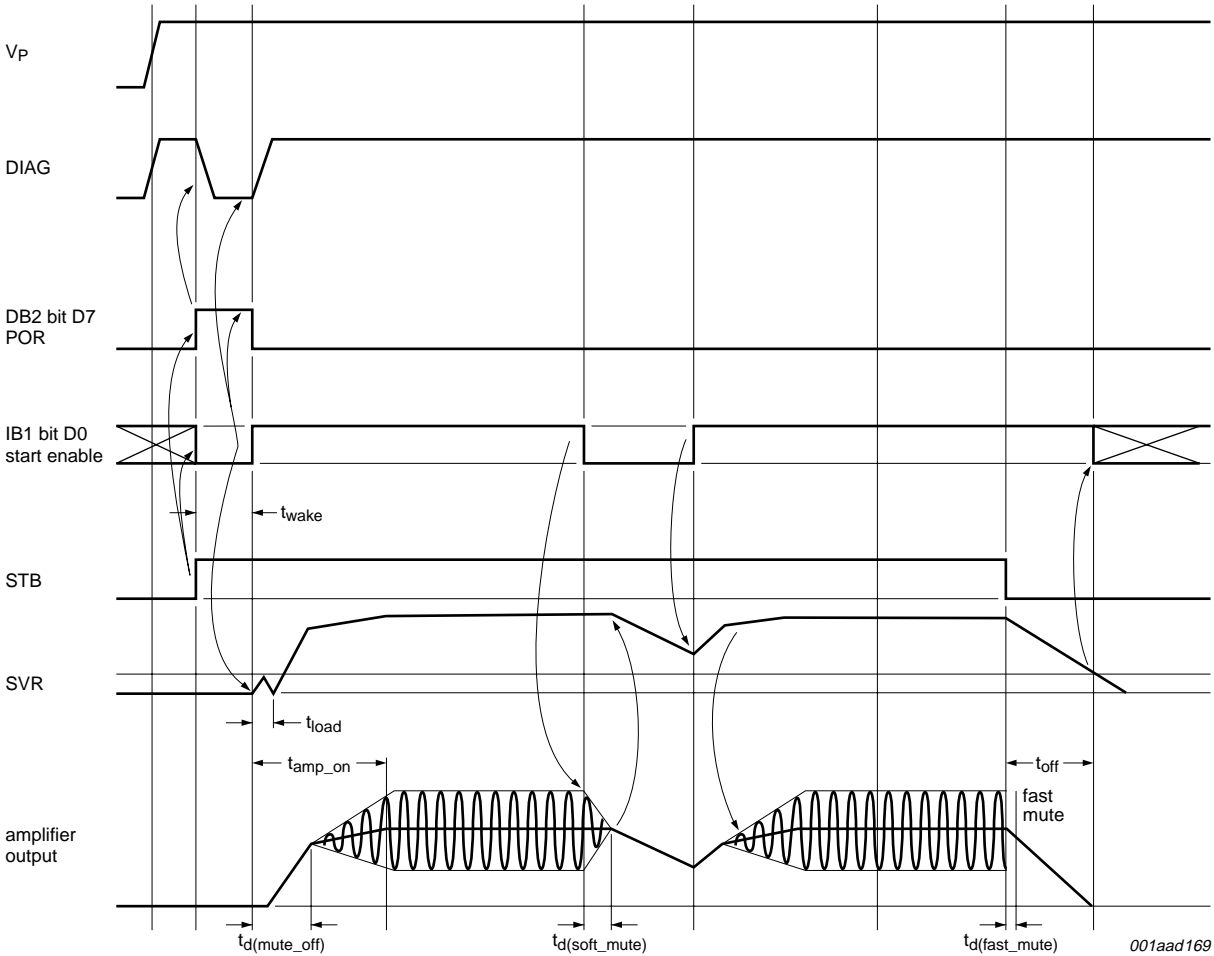 VP
DIAG
DB2 bit D7
POR
IB1 bit D0
start enable
twake
STB
SVR
tload
tamp_on
toff
fast
mute
amplifier
output
td(mute_off)
td(soft_mute)
td(fast_mute)
001aad169